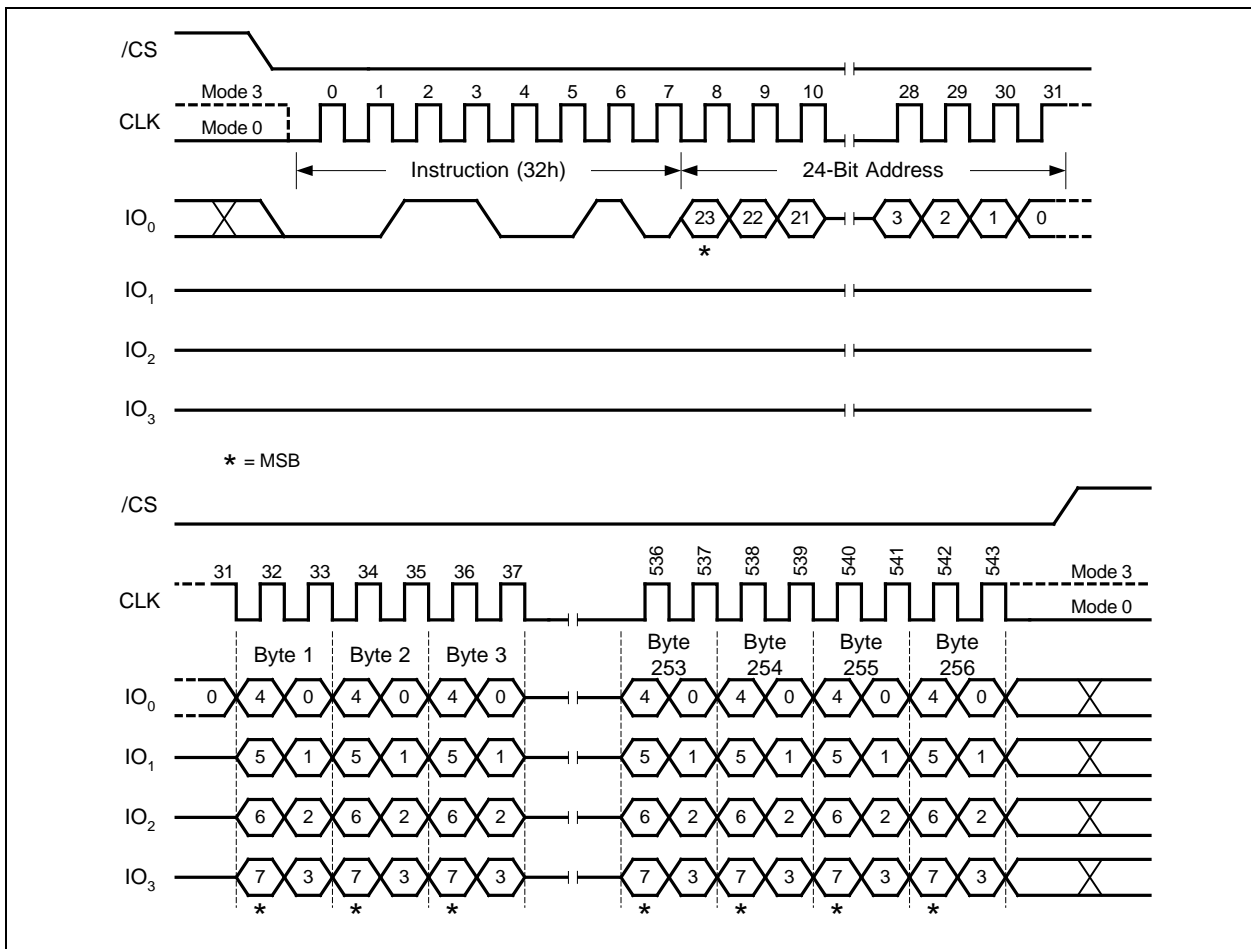 /CS
Mode 3
0 1 2 3 4 5 6 7 8 9 10 28 29 30 31
CLK
Mode 0
Instruction (32h) 24-Bit Address
IO0 23 22 21 3 2 1 0
*
IO1
IO2
IO3
* = MSB
/CS
31 32 33 34 35 36 37 536 537 538 539 540 541 542 543
Mode 3
CLK
Mode 0
Byte 1 Byte 2 Byte 3 Byte 253 Byte 254 Byte 255 Byte 256
IO0 0 4 0 4 0 4 0 4 0 4 0 4 0 4 0
IO1 5 1 5 1 5 1 5 1 5 1 5 1 5 1
IO2 6 2 6 2 6 2 6 2 6 2 6 2 6 2
IO3 7 3 7 3 7 3 7 3 7 3 7 3 7 3
* * * * * * *